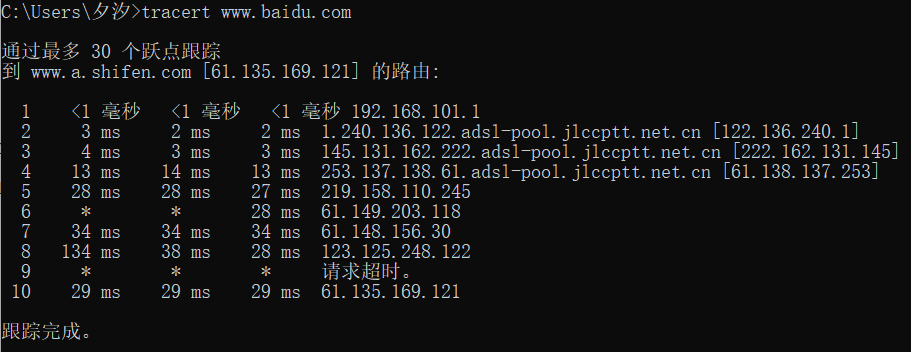 C:\Users\夕汐>tracert www.baidu.com
通过最多 30 个跃点跟踪
到 www.a.shifen.com [61.135.169.121] 的路由:
1 <1 毫秒 <1 毫秒 <1 毫秒 192.168.101.1
2 3 ms 2 ms 2 ms 1.240.136.122.adsl-pool.jlccptt.net.cn [122.136.240.1]
3 4 ms 3 ms 3 ms 145.131.162.222.adsl-pool.jlccptt.net.cn [222.162.131.145]
4 13 ms 14 ms 13 ms 253.137.138.61.adsl-pool.jlccptt.net.cn [61.138.137.253]
5 28 ms 28 ms 27 ms 219.158.110.245
6 * * 28 ms 61.149.203.118
7 34 ms 34 ms 34 ms 61.148.156.30
8 134 ms 38 ms 28 ms 123.125.248.122
9 * * * 请求超时。
10 29 ms 29 ms 29 ms 61.135.169.121
跟踪完成。